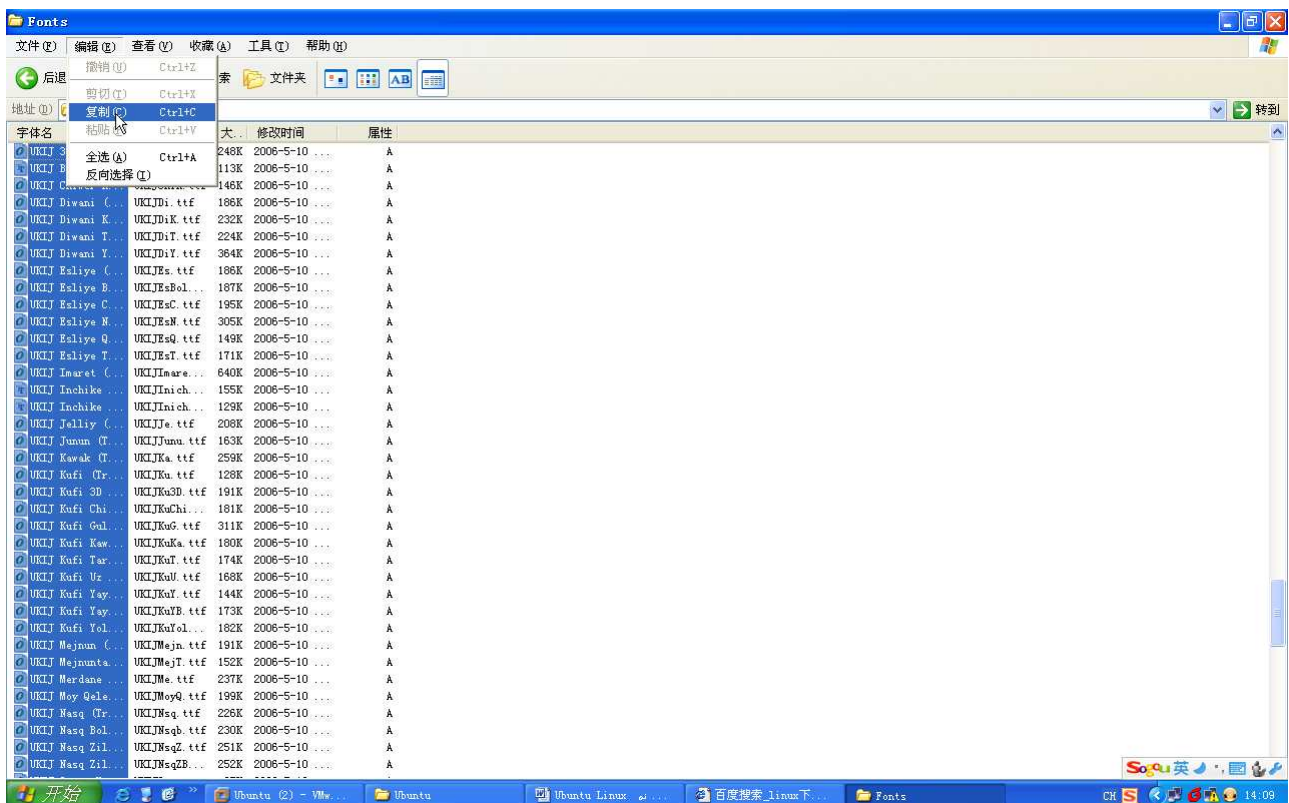 Fonts
文件(F) 编辑(E) 查看(V) 收藏(A) 工具(T) 帮助(H)
后退 索 文件夹
撤销(U) Ctrl+Z
剪切(T) Ctrl+X
复制(C) Ctrl+C
粘贴 Ctrl+V
全选(A) Ctrl+A
反向选择(I)
地址(D) 转到
字体名 大.. 修改时间 属性
UKIJ 3 248K 2006-5-10 ... A
UKIJ B 113K 2006-5-10 ... A
UKIJ 146K 2006-5-10 ... A
UKIJ Diwani (... UKIJDi.ttf 186K 2006-5-10 ... A
UKIJ Diwani K... UKIJDiK.ttf 232K 2006-5-10 ... A
UKIJ Diwani T... UKIJDiT.ttf 224K 2006-5-10 ... A
UKIJ Diwani Y... UKIJDiY.ttf 364K 2006-5-10 ... A
UKIJ Esliye (... UKIJEs.ttf 186K 2006-5-10 ... A
UKIJ Esliye B... UKIJEsBol... 187K 2006-5-10 ... A
UKIJ Esliye C... UKIJEsC.ttf 195K 2006-5-10 ... A
UKIJ Esliye N... UKIJEsN.ttf 305K 2006-5-10 ... A
UKIJ Esliye Q... UKIJEsQ.ttf 149K 2006-5-10 ... A
UKIJ Esliye T... UKIJEsT.ttf 171K 2006-5-10 ... A
UKIJ Imaret (... UKIJImare... 640K 2006-5-10 ... A
UKIJ Inchike ... UKIJInich... 155K 2006-5-10 ... A
UKIJ Inchike ... UKIJInich... 129K 2006-5-10 ... A
UKIJ Jelliy (... UKIJJe.ttf 208K 2006-5-10 ... A
UKIJ Junun (T... UKIJJunu.ttf 163K 2006-5-10 ... A
UKIJ Kawak (T... UKIJKa.ttf 259K 2006-5-10 ... A
UKIJ Kufi (Tr... UKIJKu.ttf 128K 2006-5-10 ... A
UKIJ Kufi 3D ... UKIJKu3D.ttf 191K 2006-5-10 ... A
UKIJ Kufi Chi... UKIJKuChi... 181K 2006-5-10 ... A
UKIJ Kufi Gul... UKIJKuG.ttf 311K 2006-5-10 ... A
UKIJ Kufi Kaw... UKIJKuKa.ttf 180K 2006-5-10 ... A
UKIJ Kufi Tar... UKIJKuT.ttf 174K 2006-5-10 ... A
UKIJ Kufi Uz ... UKIJKuU.ttf 168K 2006-5-10 ... A
UKIJ Kufi Yay... UKIJKuY.ttf 144K 2006-5-10 ... A
UKIJ Kufi Yay... UKIJKuYB.ttf 173K 2006-5-10 ... A
UKIJ Kufi Yol... UKIJKuYol... 182K 2006-5-10 ... A
UKIJ Mejnun (... UKIJMejn.ttf 191K 2006-5-10 ... A
UKIJ Mejnunta... UKIJMejT.ttf 152K 2006-5-10 ... A
UKIJ Merdane ... UKIJMe.ttf 237K 2006-5-10 ... A
UKIJ Moy Qele... UKIJMoyQ.ttf 199K 2006-5-10 ... A
UKIJ Nasq (Tr... UKIJNsq.ttf 226K 2006-5-10 ... A
UKIJ Nasq Bol... UKIJNsqb.ttf 230K 2006-5-10 ... A
UKIJ Nasq Zil... UKIJNsqZ.ttf 251K 2006-5-10 ... A
UKIJ Nasq Zil... UKIJNsqZB... 252K 2006-5-10 ... A
Sogou 英
开始 Ubuntu (2) - VMw... Ubuntu Ubuntu Linux ... 百度搜索_linux下... Fonts CH 14:09